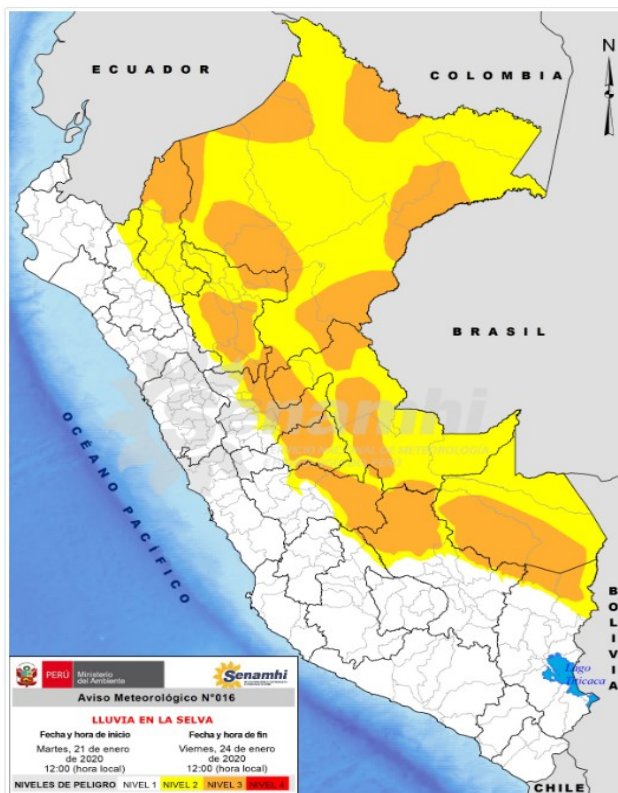 ECUADOR
COLOMBIA
N
BRASIL
Senamhi
OCÉANO PACÍFICO
BOLIVIA
Lago
Titicaca
PERÚ Ministerio
del Ambiente
Senamhi
Aviso Meteorológico N°016
LLUVIA EN LA SELVA
Fecha y hora de inicio Fecha y hora de fin
Martes, 21 de enero Viernes, 24 de enero
de 2020 de 2020
12:00 (hora local) 12:00 (hora local)
NIVELES DE PELIGRO NIVEL 1 NIVEL 2 NIVEL 3 NIVEL 4
CHILE